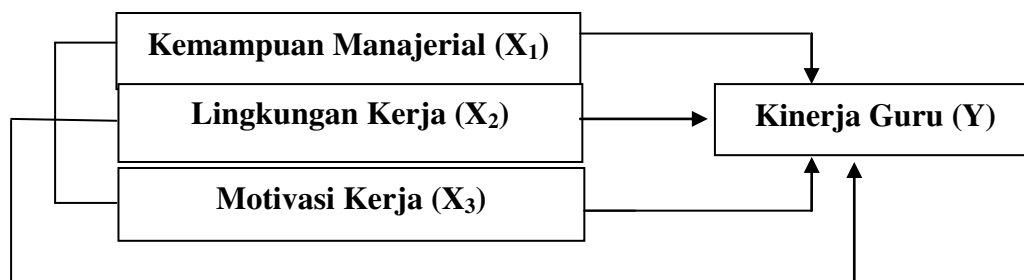 Kemampuan Manajerial (X₁)
Lingkungan Kerja (X₂)
Kinerja Guru (Y)
Motivasi Kerja (X₃)